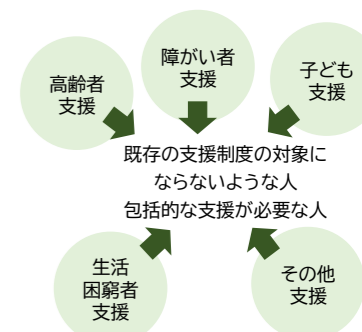 高齢者
支援
障がい者
支援
子ども
支援
既存の支援制度の対象に
ならないような人
包括的な支援が必要な人
生活
困窮者
支援
その他
支援